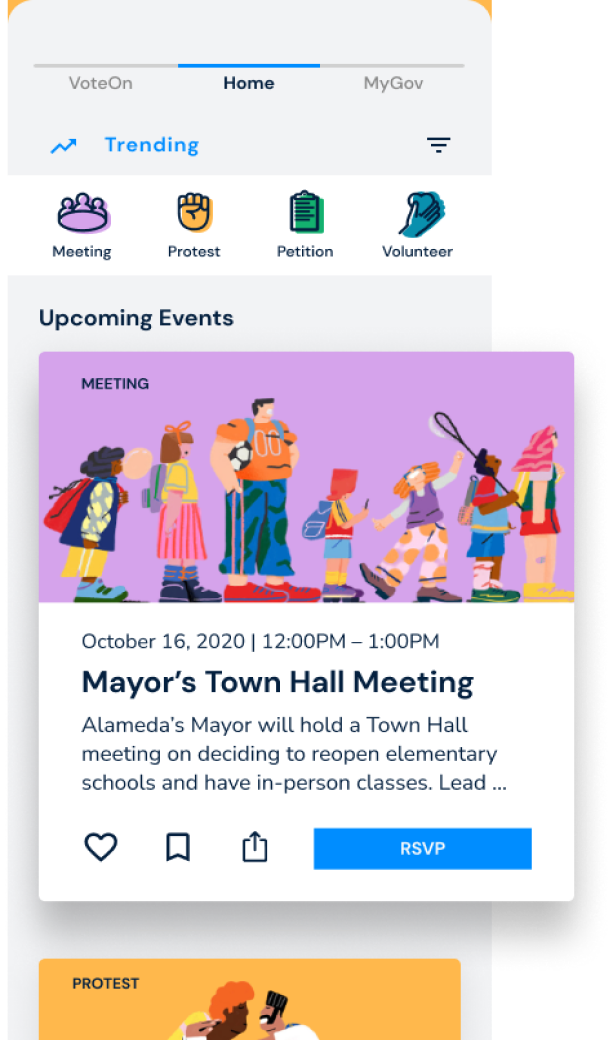 VoteOn Home MyGov
Trending
Meeting Protest Petition Volunteer
Upcoming Events
MEETING
October 16, 2020 | 12:00PM – 1:00PM
Mayor’s Town Hall Meeting
Alameda’s Mayor will hold a Town Hall
meeting on deciding to reopen elementary
schools and have in-person classes. Lead ...
RSVP
PROTEST